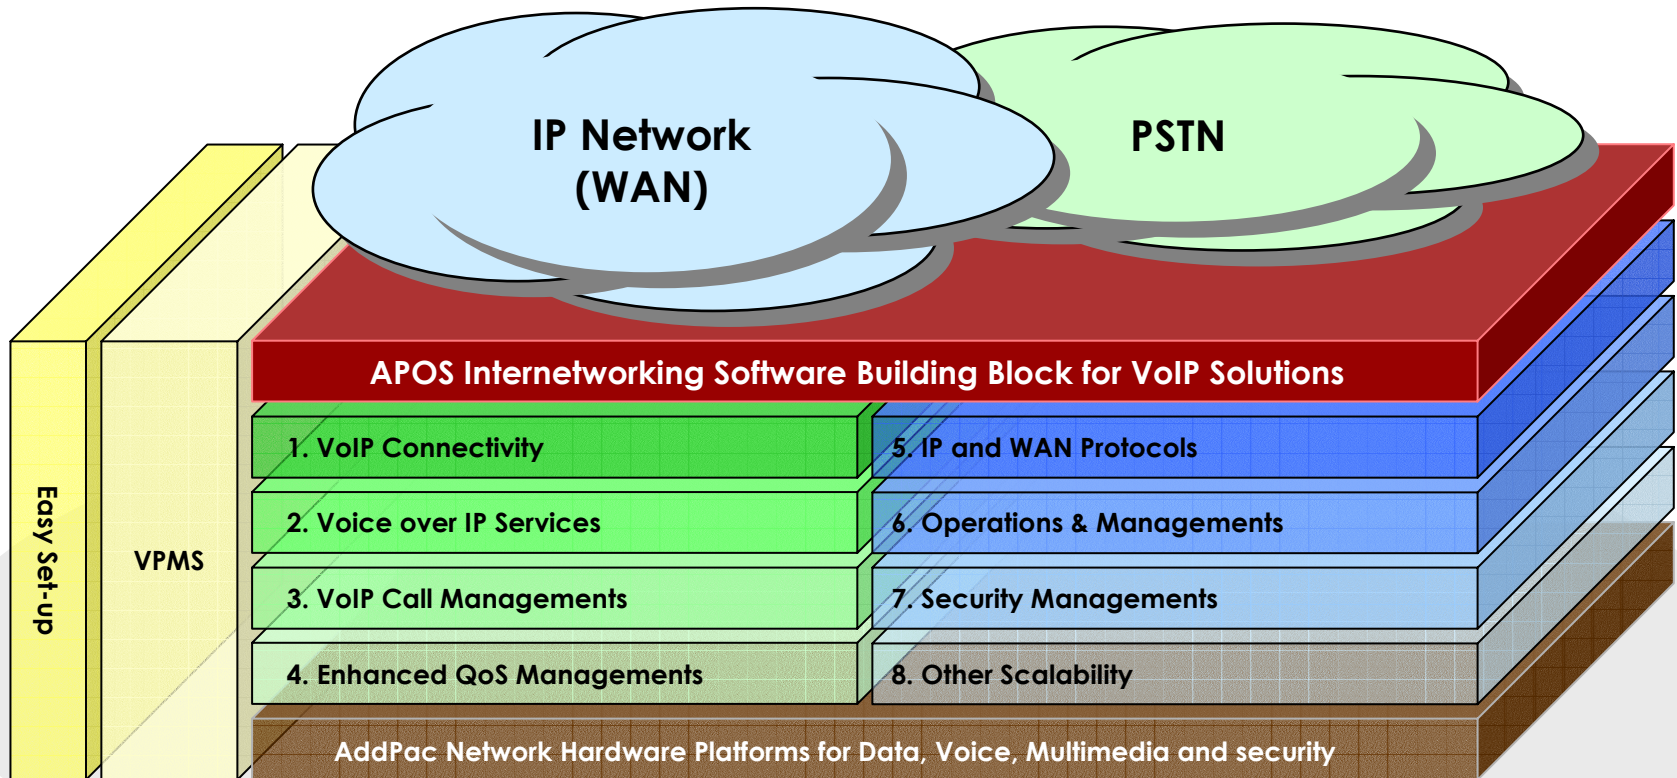 IP Network
(WAN)
PSTN
APOS Internetworking Software Building Block for VoIP Solutions
1. VoIP Connectivity
2. Voice over IP Services
3. VoIP Call Managements
4. Enhanced QoS Managements
5. IP and WAN Protocols
6. Operations & Managements
7. Security Managements
8. Other Scalability
Easy Set-up
VPMS
AddPac Network Hardware Platforms for Data, Voice, Multimedia and security